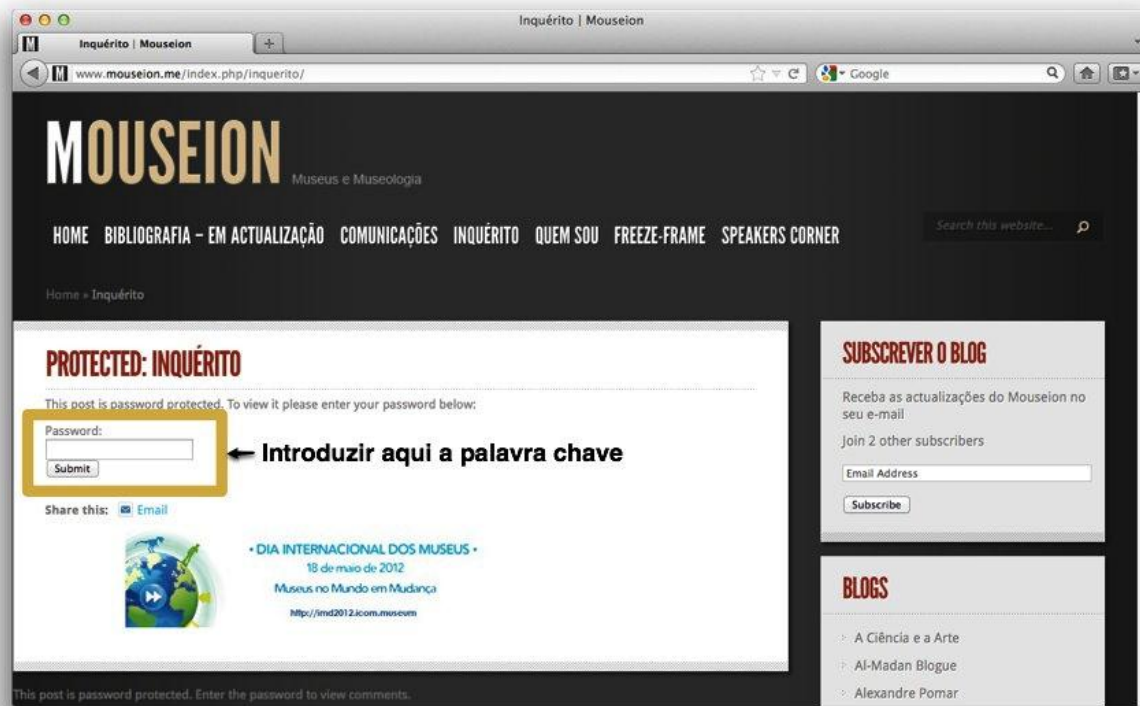 Inquérito | Mouseion
Inquérito | Mouseion
www.mouseion.me/index.php/inquerito/
Google
MOUSEION
Museus e Museologia
HOME BIBLIOGRAFIA – EM ACTUALIZAÇÃO COMUNICAÇÕES INQUÉRITO QUEM SOU FREEZE-FRAME SPEAKERS CORNER
Search this website...
Home » Inquérito
PROTECTED: INQUÉRITO
This post is password protected. To view it please enter your password below:
Password:
Submit
Introduzir aqui a palavra chave
Share this: Email
• DIA INTERNACIONAL DOS MUSEUS •
18 de maio de 2012
Museus no Mundo em Mudança
http://imd2012.icom.museum
This post is password protected. Enter the password to view comments.
SUBSCREVER O BLOG
Receba as actualizações do Mouseion no
seu e-mail
Join 2 other subscribers
Email Address
Subscribe
BLOGS
A Ciência e a Arte
Al-Madan Blogue
Alexandre Pomar